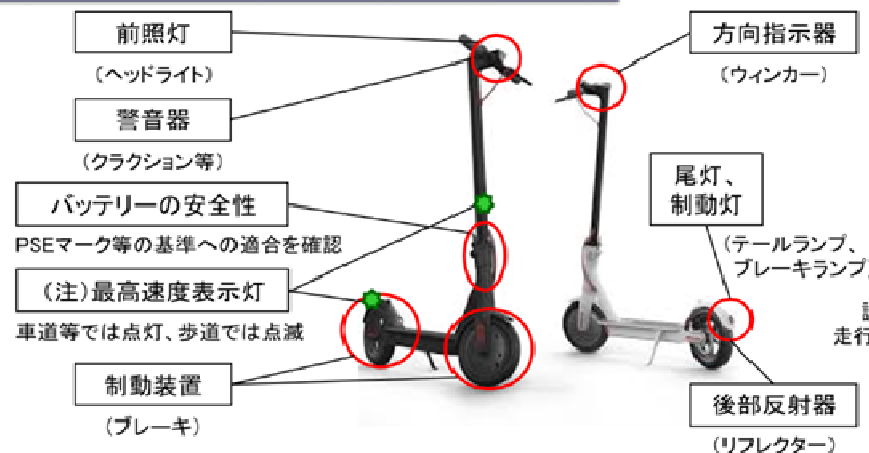 前照灯
(ヘッドライト)
警音器
(クラクション等)
バッテリーの安全性
PSEマーク等の基準への適合を確認
(注)最高速度表示灯
車道等では点灯、歩道では点滅
制動装置
(ブレーキ)
方向指示器
(ウィンカー)
尾灯、
制動灯
(テールランプ、
ブレーキランプ)
走行
後部反射器
(リフレクター)